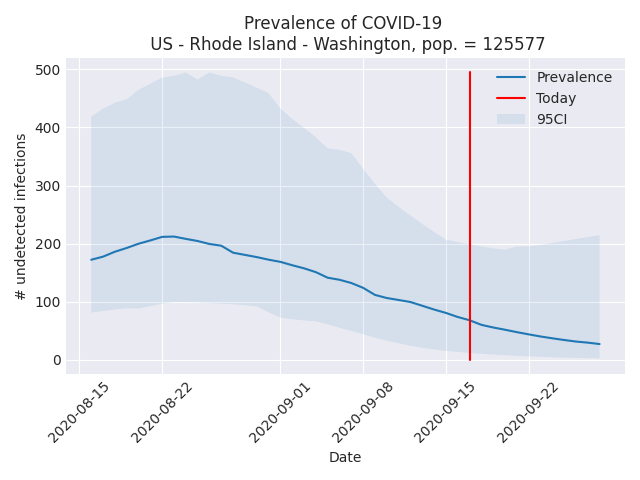 Prevalence of COVID-19
US - Rhode Island - Washington, pop. = 125577
500
400
300
200
100
0
# undetected infections
Prevalence
Today
95CI
2020-08-15
2020-08-22
2020-09-01
2020-09-08
2020-09-15
2020-09-22
Date